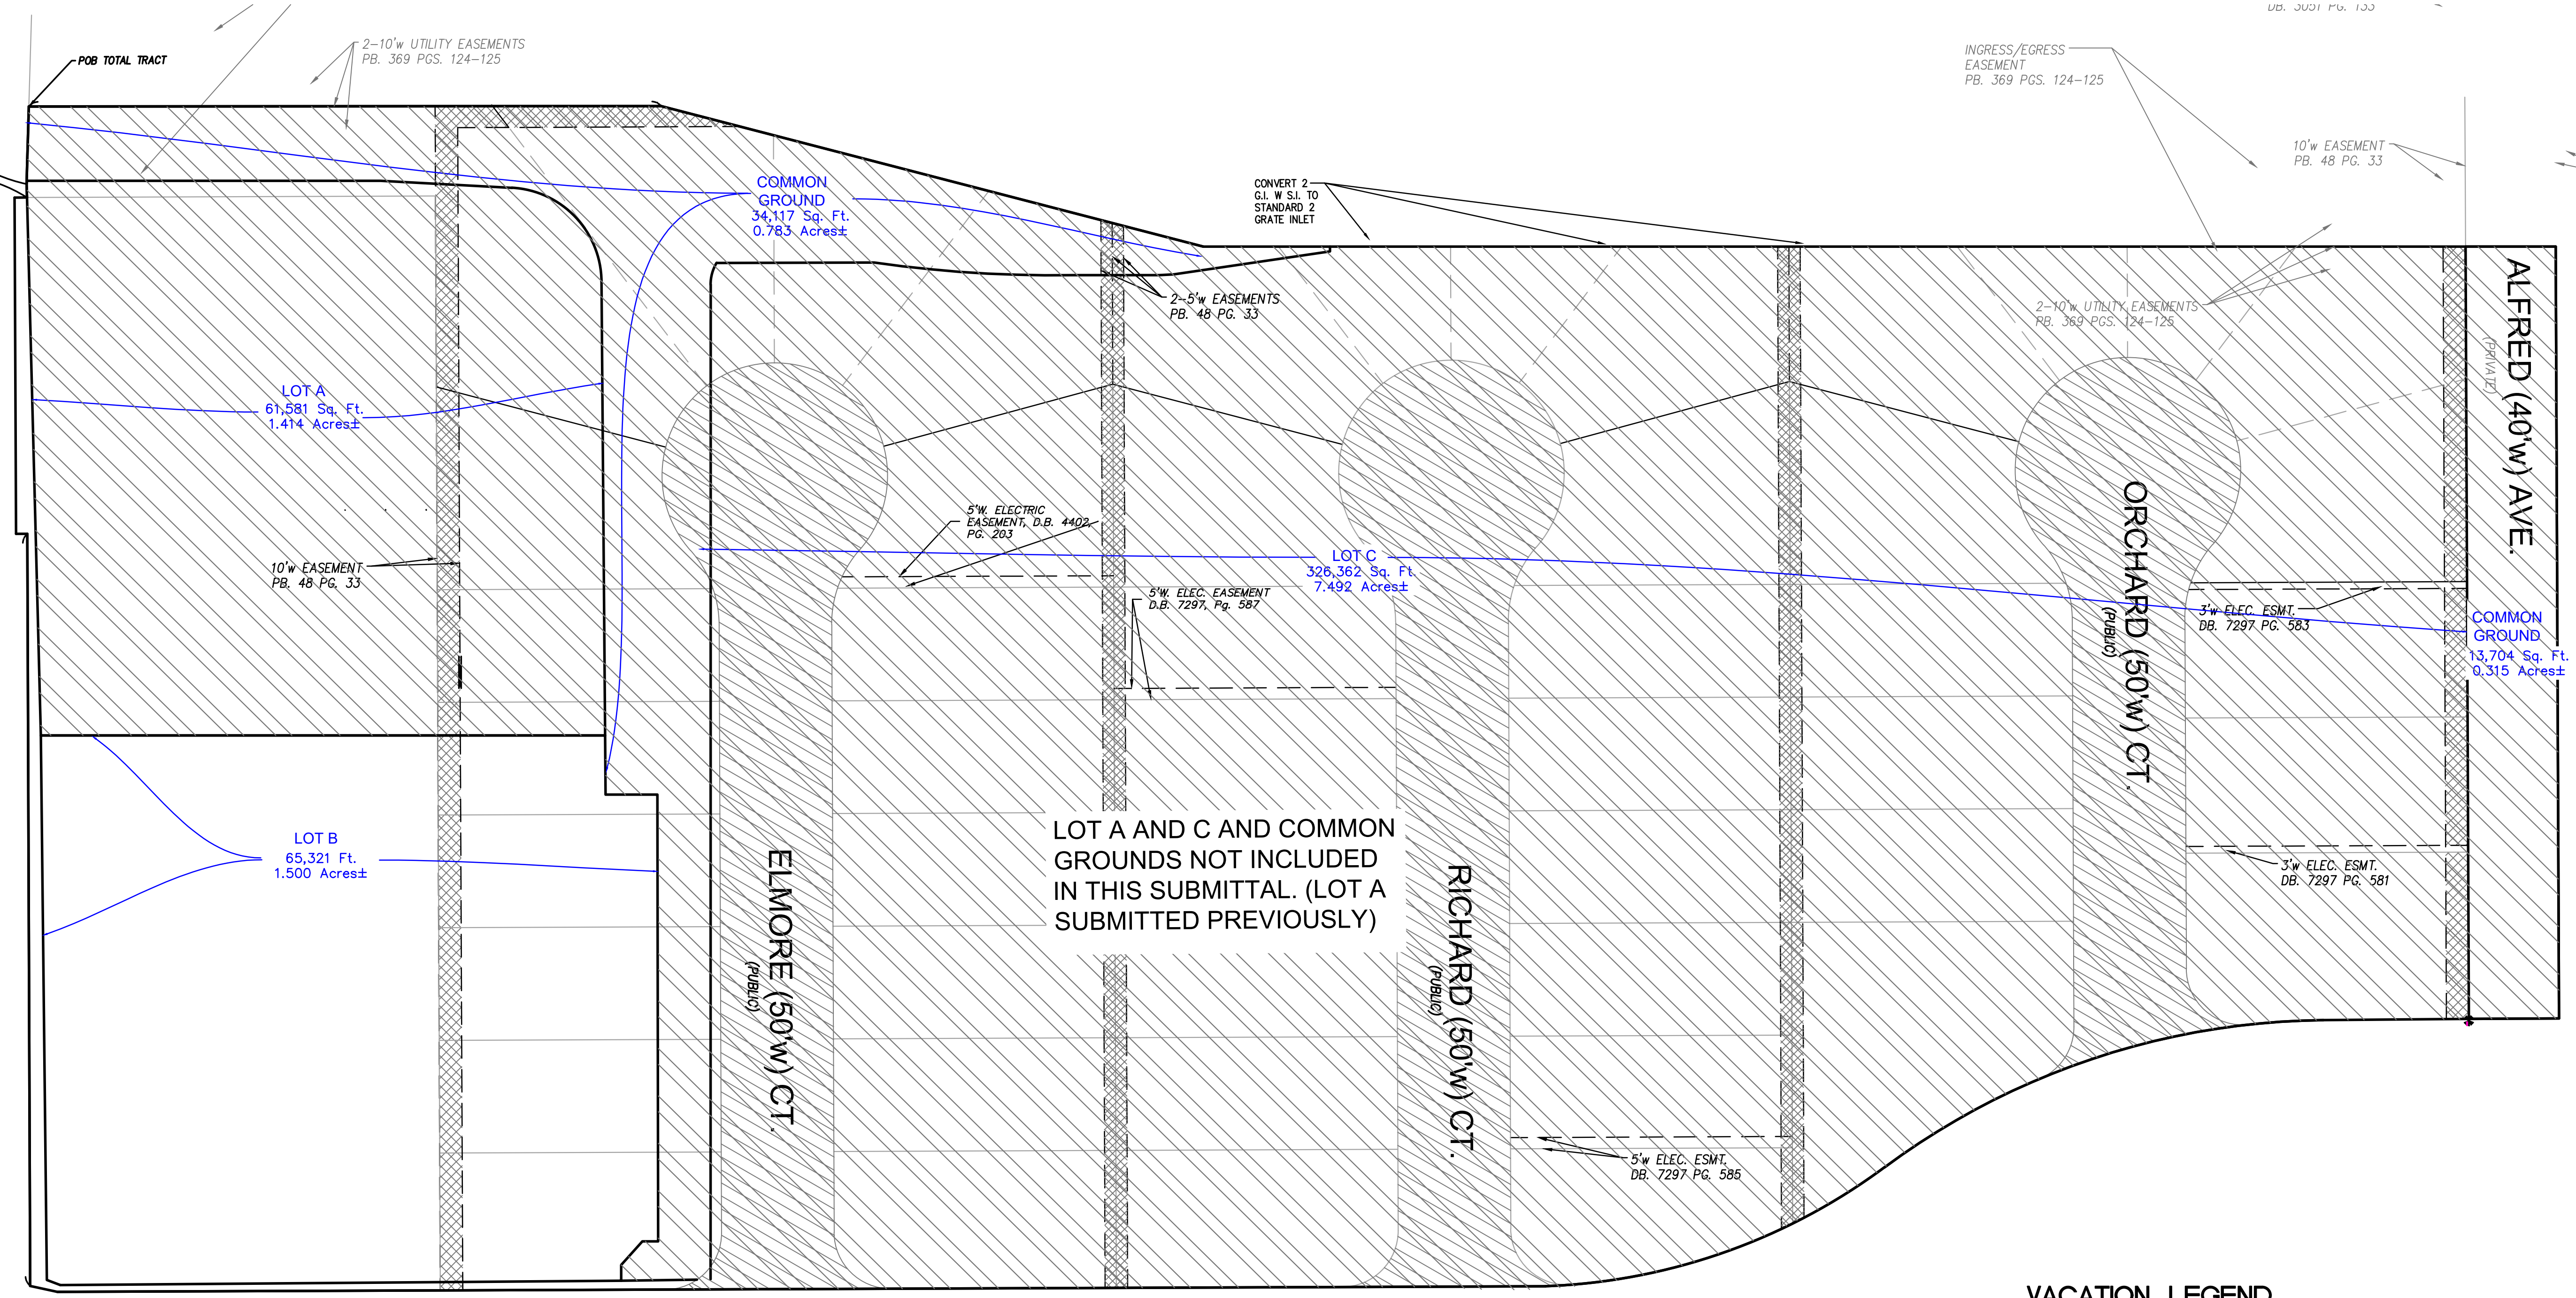 DB. 3051 PG. 133
2-10'w UTILITY EASEMENTS
PB. 369 PGS. 124-125
POB TOTAL TRACT
INGRESS/EGRESS
EASEMENT
PB. 369 PGS. 124-125
10'w EASEMENT
PB. 48 PG. 33
COMMON
GROUND
34,117 Sq. Ft.
0.783 Acres±
CONVERT 2
G.I. W S.I. TO
STANDARD 2
GRATE INLET
2-5'w EASEMENTS
PB. 48 PG. 33
2-10'w UTILITY EASEMENTS
PB. 369 PGS. 124-125
ALFRED (40'w) AVE.
(PRIVATE)
LOT A
61,581 Sq. Ft.
1.414 Acres±
5'W. ELECTRIC
EASEMENT, D.B. 4402,
PG. 203
10'w EASEMENT
PB. 48 PG. 33
LOT C
326,362 Sq. Ft.
7.492 Acres±
5'W. ELEC. EASEMENT
D.B. 7297, Pg. 587
ORCHARD (50'w) CT.
(PUBLIC)
3'w ELEC. ESMT.
DB. 7297 PG. 583
COMMON
GROUND
13,704 Sq. Ft.
0.315 Acres±
LOT B
65,321 Ft.
1.500 Acres±
LOT A AND C AND COMMON
GROUNDS NOT INCLUDED
IN THIS SUBMITTAL. (LOT A
SUBMITTED PREVIOUSLY)
ELMORE (50'w) CT.
(PUBLIC)
RICHARD (50'w) CT.
(PUBLIC)
3'w ELEC. ESMT.
DB. 7297 PG. 581
5'w ELEC. ESMT.
DB. 7297 PG. 585
VACATION LEGEND